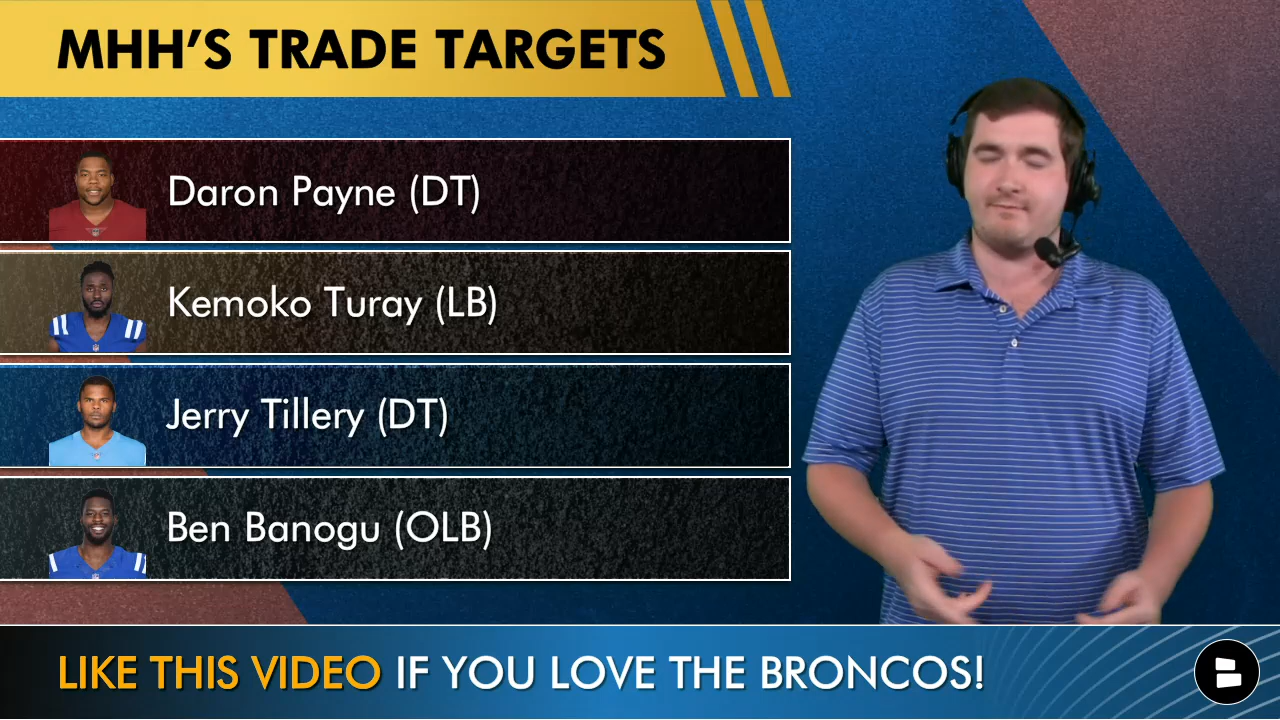 MHH'S TRADE TARGETS
Daron Payne (DT)
Kemoko Turay (LB)
Jerry Tillery (DT)
Ben Banogu (OLB)
LIKE THIS VIDEO IF YOU LOVE THE BRONCOS!